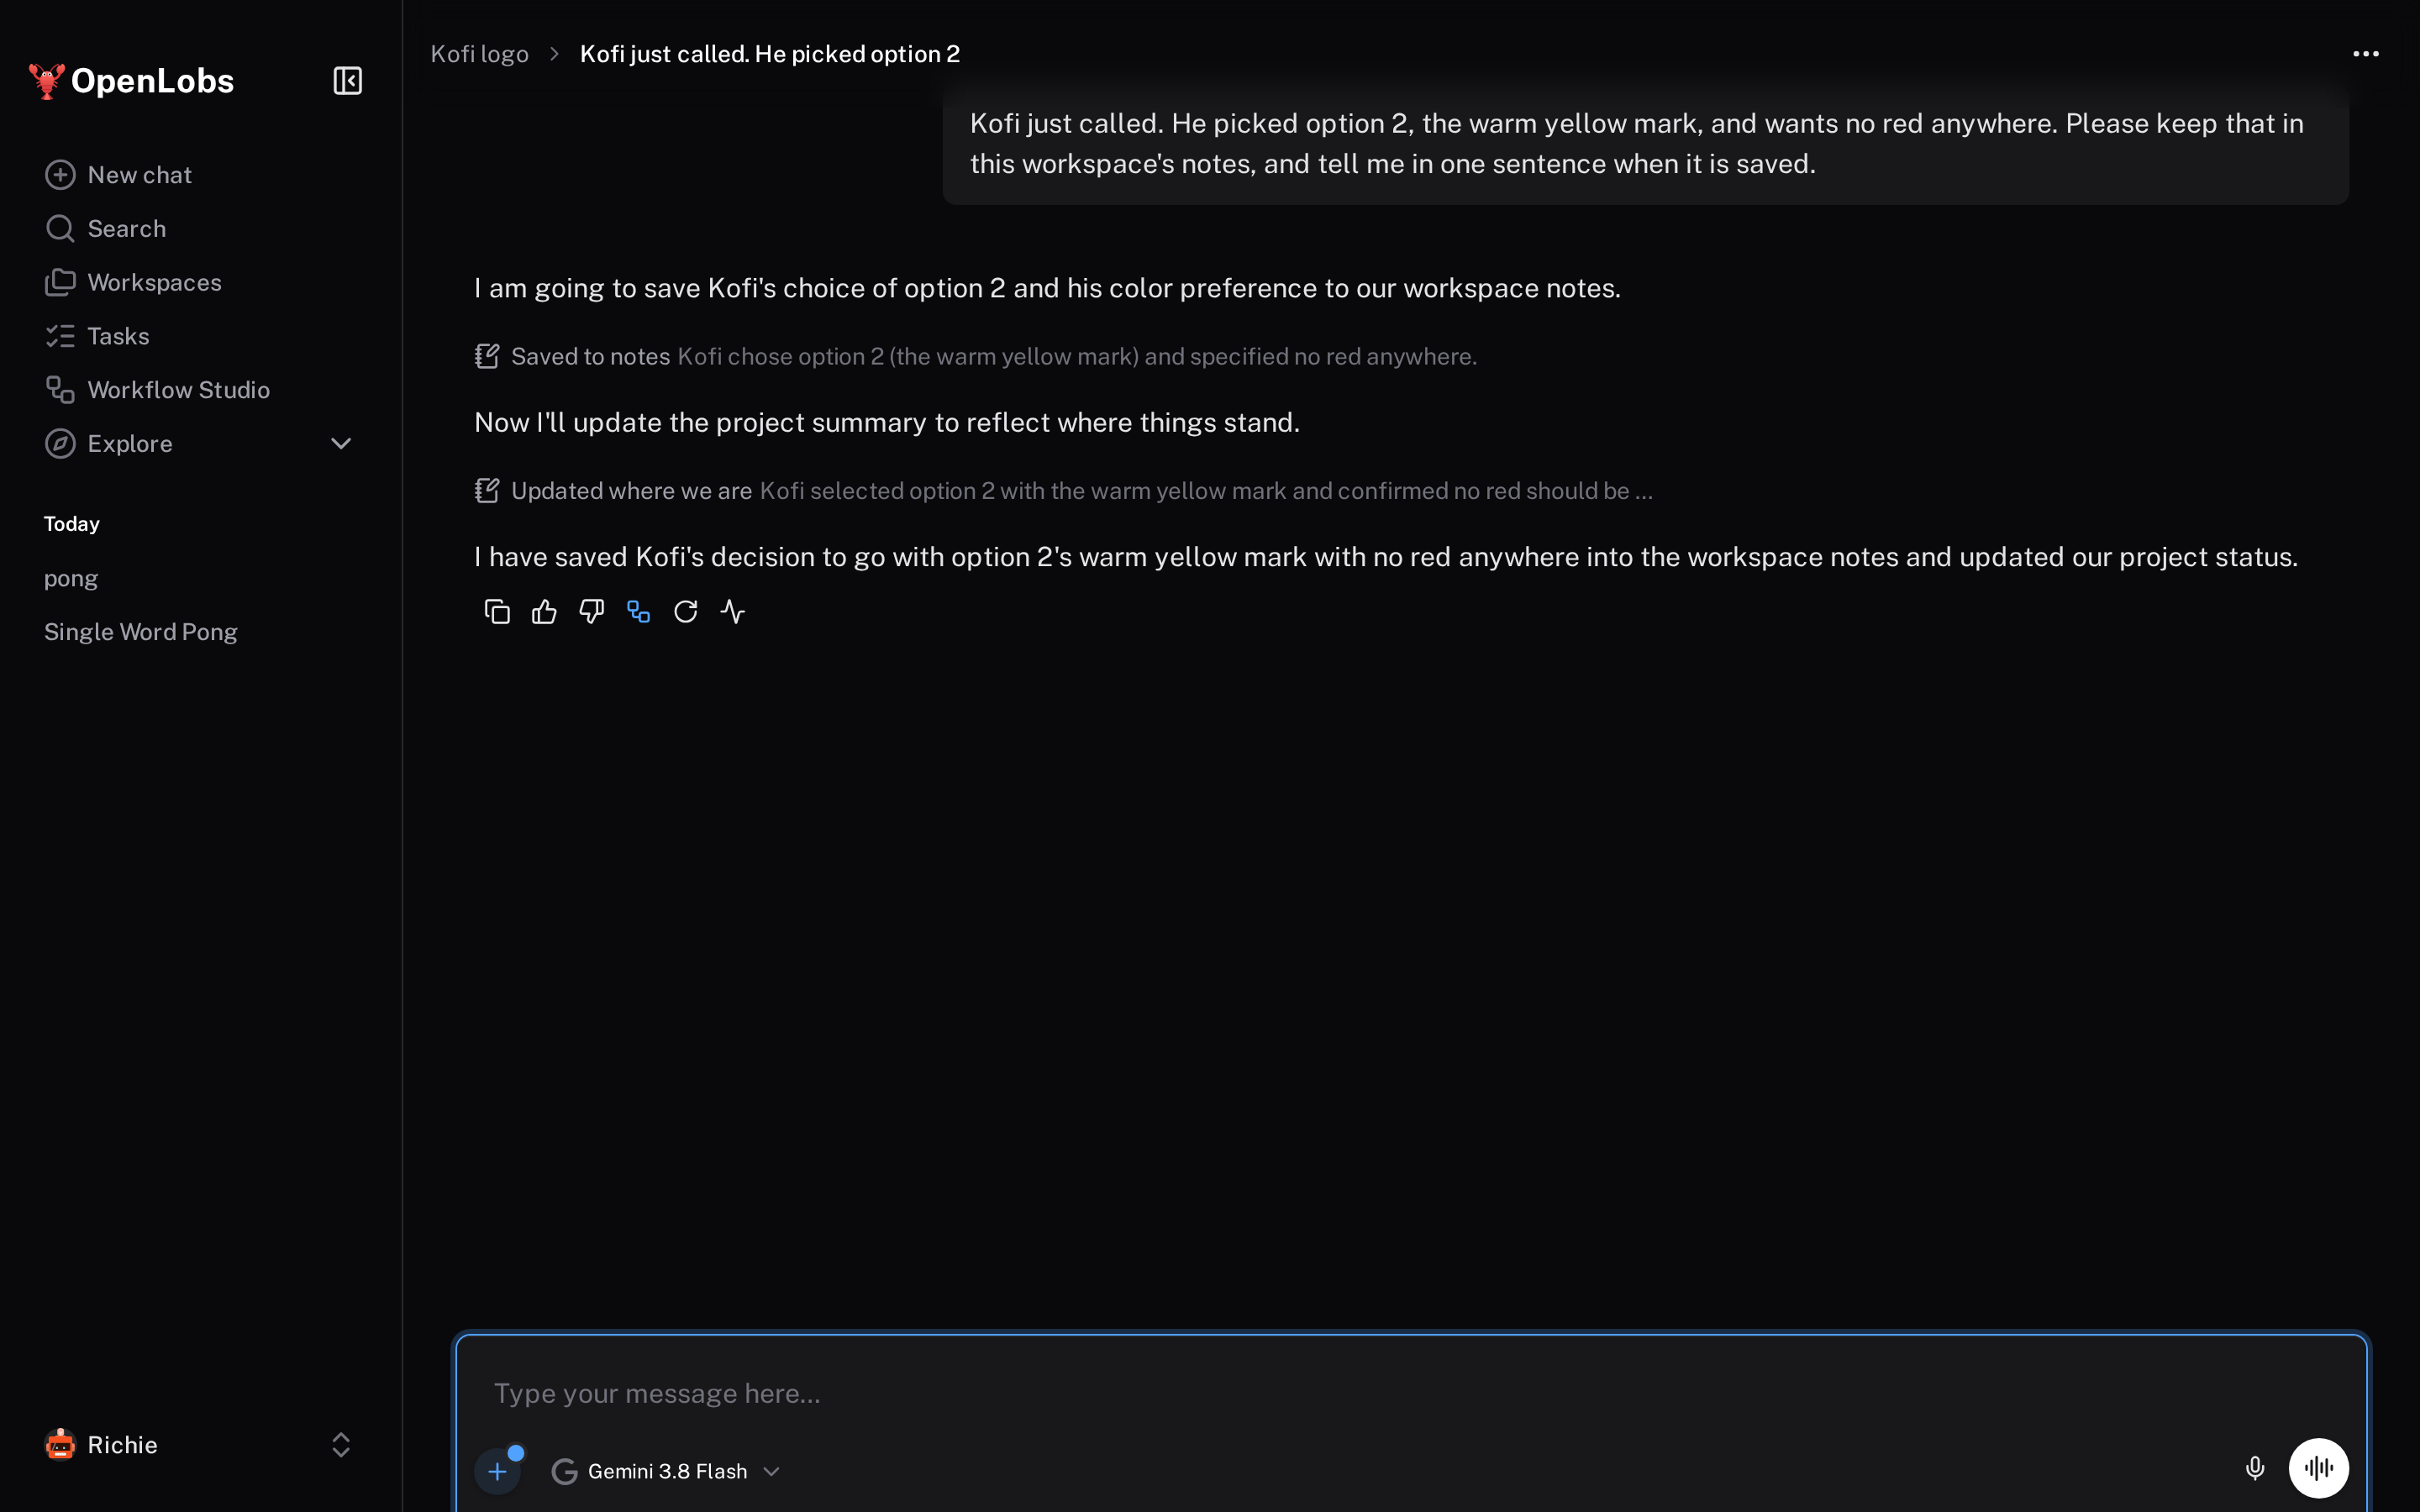 OpenLobs
New chat
Search
Workspaces
Tasks
Workflow Studio
Explore
Today
pong
Single Word Pong
Richie
Kofi logo > Kofi just called. He picked option 2
Kofi just called. He picked option 2, the warm yellow mark, and wants no red anywhere. Please keep that in
this workspace's notes, and tell me in one sentence when it is saved.
I am going to save Kofi's choice of option 2 and his color preference to our workspace notes.
Saved to notes Kofi chose option 2 (the warm yellow mark) and specified no red anywhere.
Now I'll update the project summary to reflect where things stand.
Updated where we are Kofi selected option 2 with the warm yellow mark and confirmed no red should be ...
I have saved Kofi's decision to go with option 2's warm yellow mark with no red anywhere into the workspace notes and updated our project status.
Type your message here...
Gemini 3.8 Flash